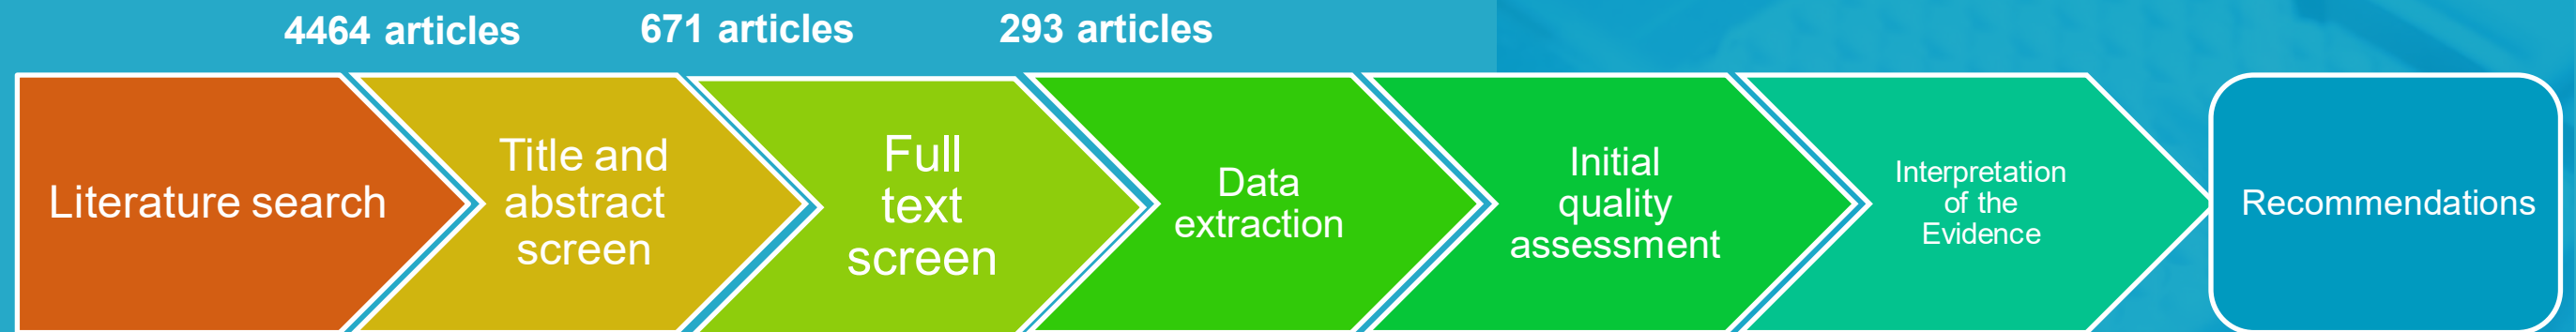 4464 articles
671 articles
293 articles
Literature search
Title and
abstract
screen
Full
text
screen
Data
extraction
Initial
quality
assessment
Interpretation
of the
Evidence
Recommendations